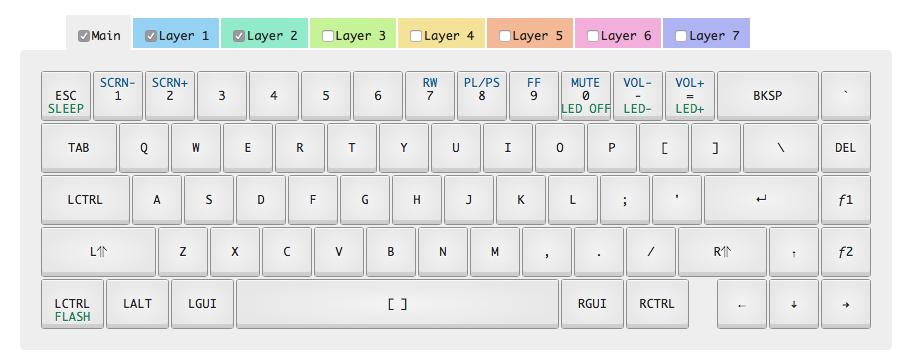 Main Layer 1 Layer 2 Layer 3 Layer 4 Layer 5 Layer 6 Layer 7
SCRN- SCRN+ RW PL/PS FF MUTE VOL- VOL+
ESC 1 2 3 4 5 6 7 8 9 0 - = BKSP `
SLEEP LED OFF LED- LED+
TAB Q W E R T Y U I O P [ ] \ DEL
LCTRL A S D F G H J K L ; ' ↵ ƒ1
L⇑ Z X C V B N M , . / R⇑ ↑ ƒ2
LCTRL LALT LGUI [ ] RGUI RCTRL ← ↓ →
FLASH